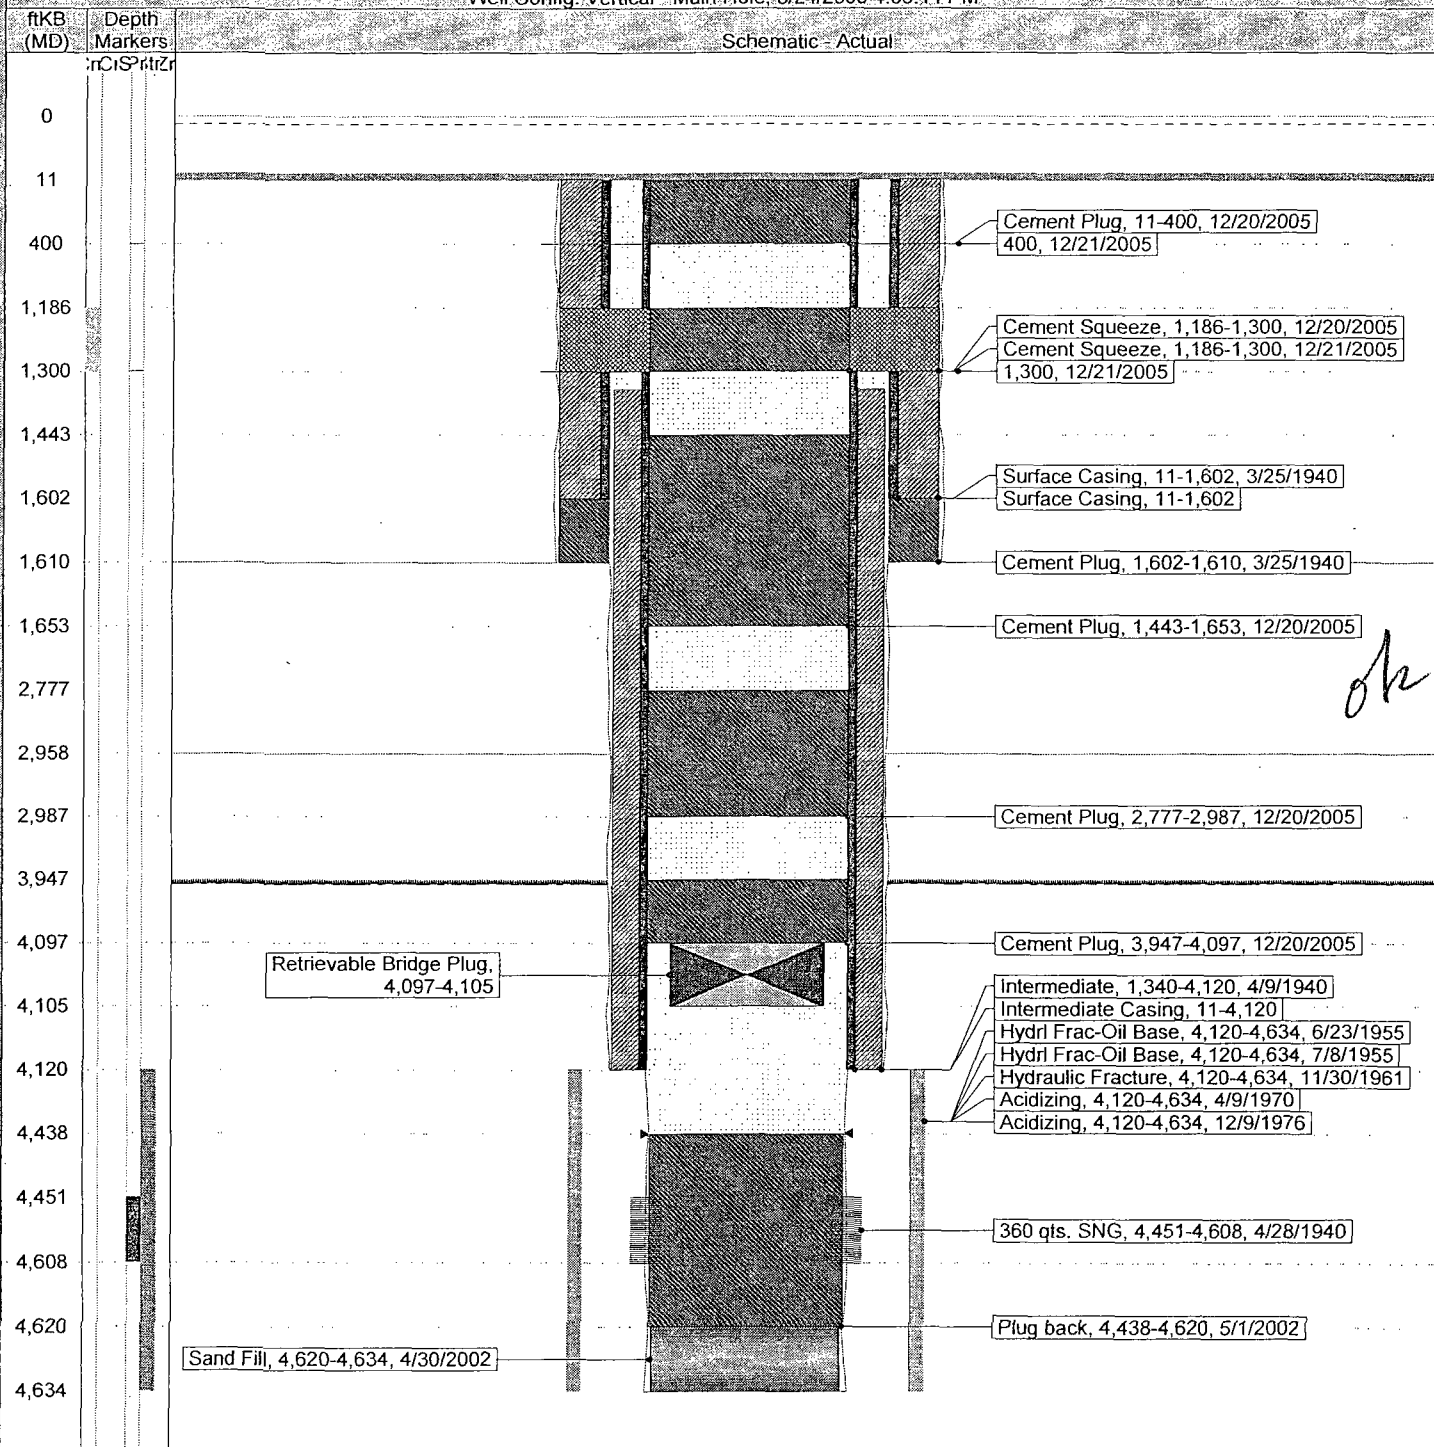 Well Config: Vertical - Main Hole,
ftKB
(MD)
Depth
Markers
Schematic - Actual
0
11
400
1,186
1,300
1,443
1,602
1,610
1,653
2,777
2,958
2,987
3,947
4,097
4,105
4,120
4,438
4,451
4,608
4,620
4,634
Cement Plug, 11-400, 12/20/2005
400, 12/21/2005
Cement Squeeze, 1,186-1,300, 12/20/2005
Cement Squeeze, 1,186-1,300, 12/21/2005
1,300, 12/21/2005
Surface Casing, 11-1,602, 3/25/1940
Surface Casing, 11-1,602
Cement Plug, 1,602-1,610, 3/25/1940
Cement Plug, 1,443-1,653, 12/20/2005
ok
Cement Plug, 2,777-2,987, 12/20/2005
Cement Plug, 3,947-4,097, 12/20/2005
Retrievable Bridge Plug,
4,097-4,105
Intermediate, 1,340-4,120, 4/9/1940
Intermediate Casing, 11-4,120
Hydrl Frac-Oil Base, 4,120-4,634, 6/23/1955
Hydrl Frac-Oil Base, 4,120-4,634, 7/8/1955
Hydraulic Fracture, 4,120-4,634, 11/30/1961
Acidizing, 4,120-4,634, 4/9/1970
Acidizing, 4,120-4,634, 12/9/1976
360 qts. SNG, 4,451-4,608, 4/28/1940
Plug back, 4,438-4,620, 5/1/2002
Sand Fill, 4,620-4,634, 4/30/2002